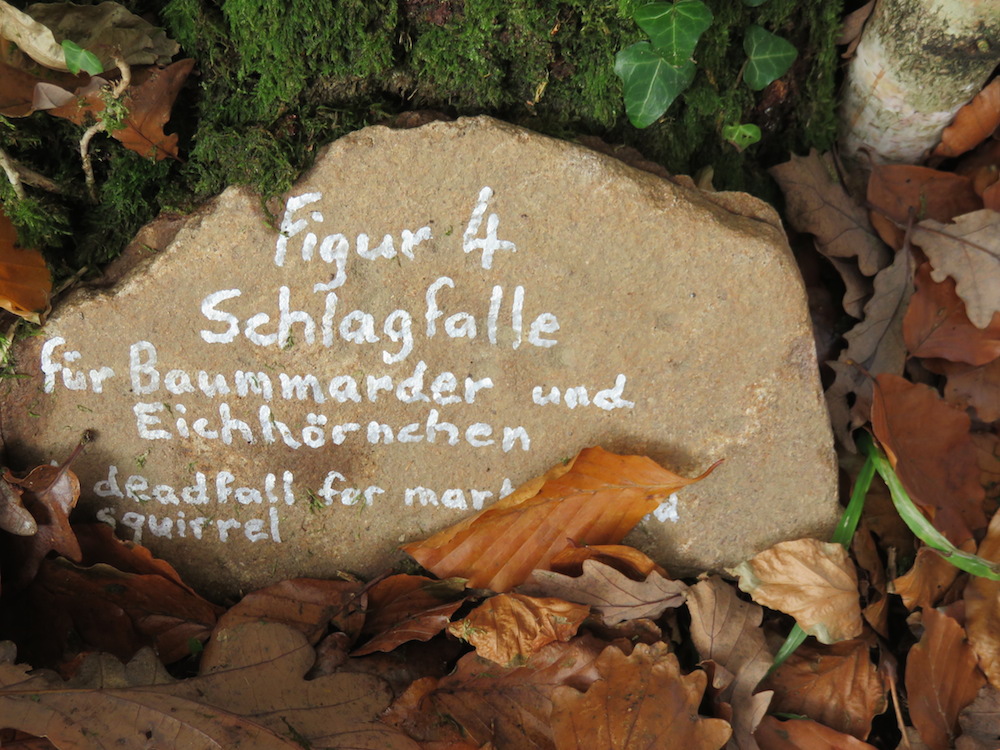 Figur 4
Schlagfalle
für Baummarder und
Eichhörnchen
deadfall for
squirrel